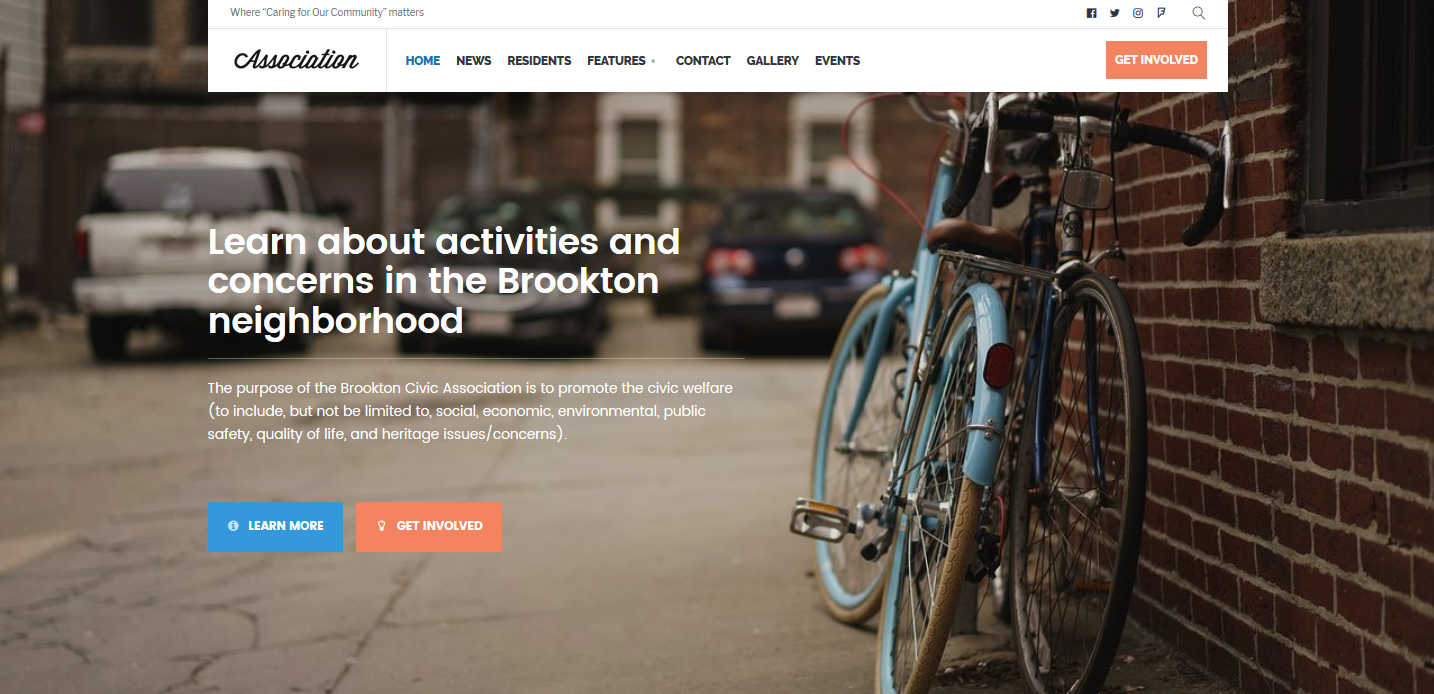 Where “Caring for Our Community” matters
Association
HOME NEWS RESIDENTS FEATURES CONTACT GALLERY EVENTS
GET INVOLVED
Learn about activities and
concerns in the Brookton
neighborhood
The purpose of the Brookton Civic Association is to promote the civic welfare
(to include, but not be limited to, social, economic, environmental, public
safety, quality of life, and heritage issues/concerns).
LEARN MORE
GET INVOLVED